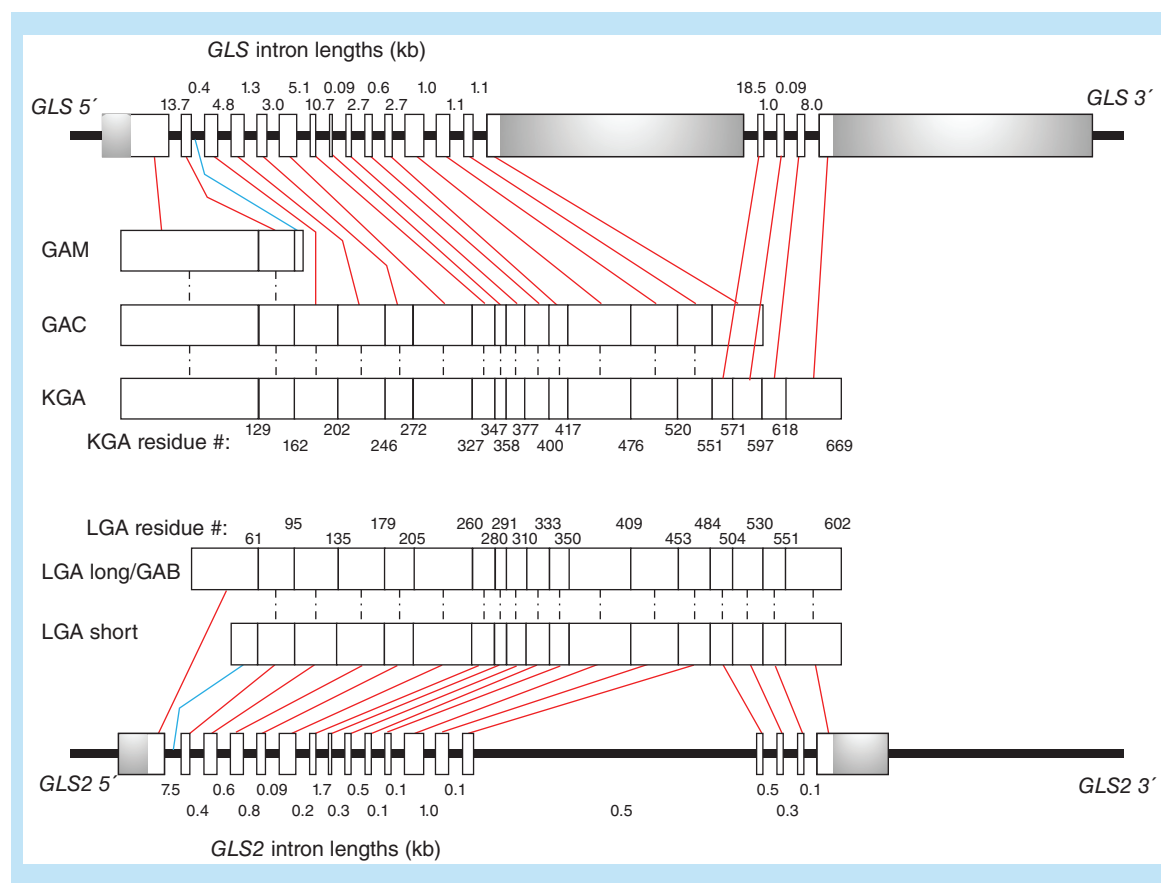 GLS intron lengths (kb)
0.4 1.3 5.1 0.09 0.6 1.0 1.1 18.5 0.09
GLS 5´ 13.7 4.8 3.0 10.7 2.7 2.7 1.1 1.0 8.0 GLS 3´
GAM
GAC
KGA
129 202 272 347 377 417 520 571 618
KGA residue #: 162 246 327 358 400 476 551 597 669
LGA residue #: 95 179 260 291 333 409 484 530 602
61 135 205 280 310 350 453 504 551
LGA long/GAB
LGA short
GLS2 5´ 7.5 0.6 0.09 1.7 0.5 0.1 0.1 0.5 0.1 GLS2 3´
0.4 0.8 0.2 0.3 0.1 1.0 0.5 0.3
GLS2 intron lengths (kb)